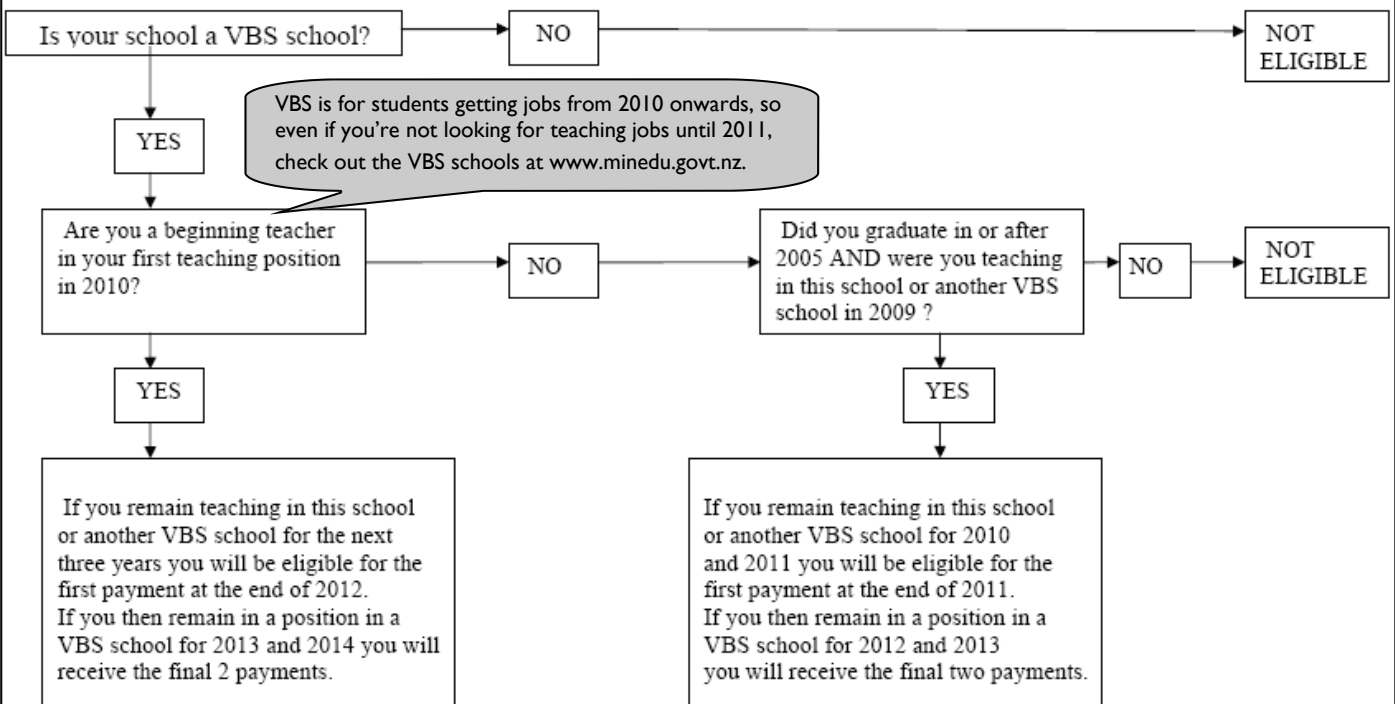 Is your school a VBS school?
NO
NOT
ELIGIBLE
VBS is for students getting jobs from 2010 onwards, so
even if you’re not looking for teaching jobs until 2011,
check out the VBS schools at www.minedu.govt.nz.
YES
Are you a beginning teacher
in your first teaching position
in 2010?
NO
Did you graduate in or after
2005 AND were you teaching
in this school or another VBS
school in 2009 ?
NO
NOT
ELIGIBLE
YES
YES
If you remain teaching in this school
or another VBS school for the next
three years you will be eligible for the
first payment at the end of 2012.
If you then remain in a position in a
VBS school for 2013 and 2014 you will
receive the final 2 payments.
If you remain teaching in this school
or another VBS school for 2010
and 2011 you will be eligible for the
first payment at the end of 2011.
If you then remain in a position in a
VBS school for 2012 and 2013
you will receive the final two payments.